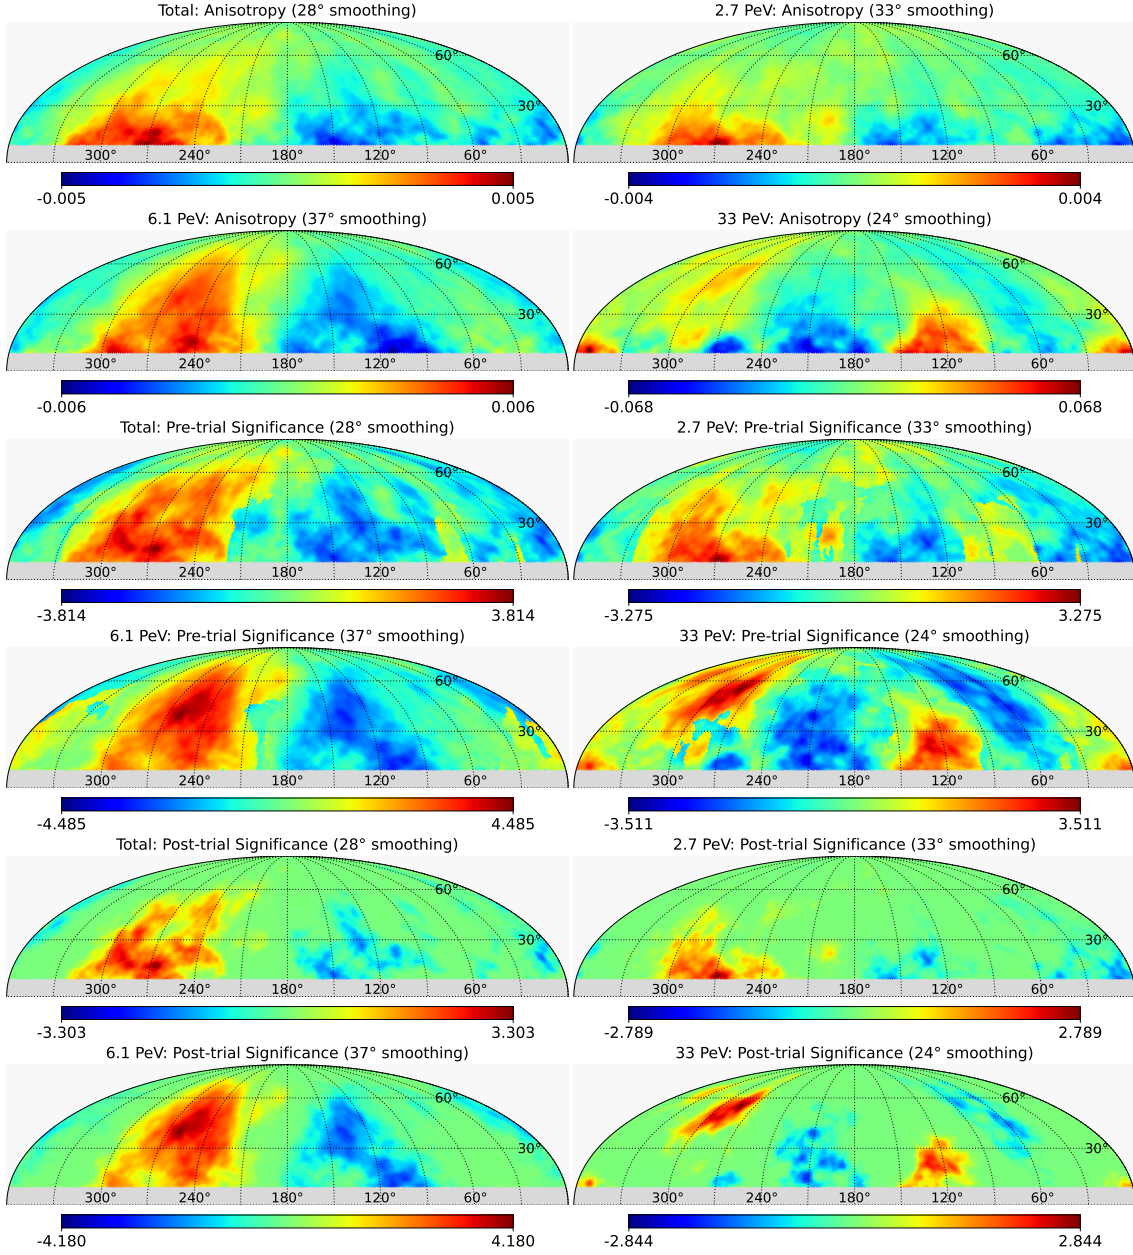 Total: Anisotropy (28° smoothing)
2.7 PeV: Anisotropy (33° smoothing)
60°
60°
30°
30°
300° 240° 180° 120° 60°
300° 240° 180° 120° 60°
-0.005 0.005
-0.004 0.004
6.1 PeV: Anisotropy (37° smoothing)
33 PeV: Anisotropy (24° smoothing)
60°
60°
30°
30°
300° 240° 180° 120° 60°
300° 240° 180° 120° 60°
-0.006 0.006
-0.068 0.068
Total: Pre-trial Significance (28° smoothing)
2.7 PeV: Pre-trial Significance (33° smoothing)
60°
60°
30°
30°
300° 240° 180° 120° 60°
300° 240° 180° 120° 60°
-3.814 3.814
-3.275 3.275
6.1 PeV: Pre-trial Significance (37° smoothing)
33 PeV: Pre-trial Significance (24° smoothing)
60°
60°
30°
30°
300° 240° 180° 120° 60°
300° 240° 180° 120° 60°
-4.485 4.485
-3.511 3.511
Total: Post-trial Significance (28° smoothing)
2.7 PeV: Post-trial Significance (33° smoothing)
60°
60°
30°
30°
300° 240° 180° 120° 60°
300° 240° 180° 120° 60°
-3.303 3.303
-2.789 2.789
6.1 PeV: Post-trial Significance (37° smoothing)
33 PeV: Post-trial Significance (24° smoothing)
60°
60°
30°
30°
300° 240° 180° 120° 60°
300° 240° 180° 120° 60°
-4.180 4.180
-2.844 2.844